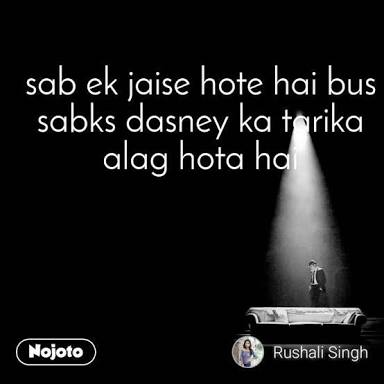 sab ek jaise hote hai bus
sabks dasney ka tarika
alag hota hai
Nojoto
Rushali Singh